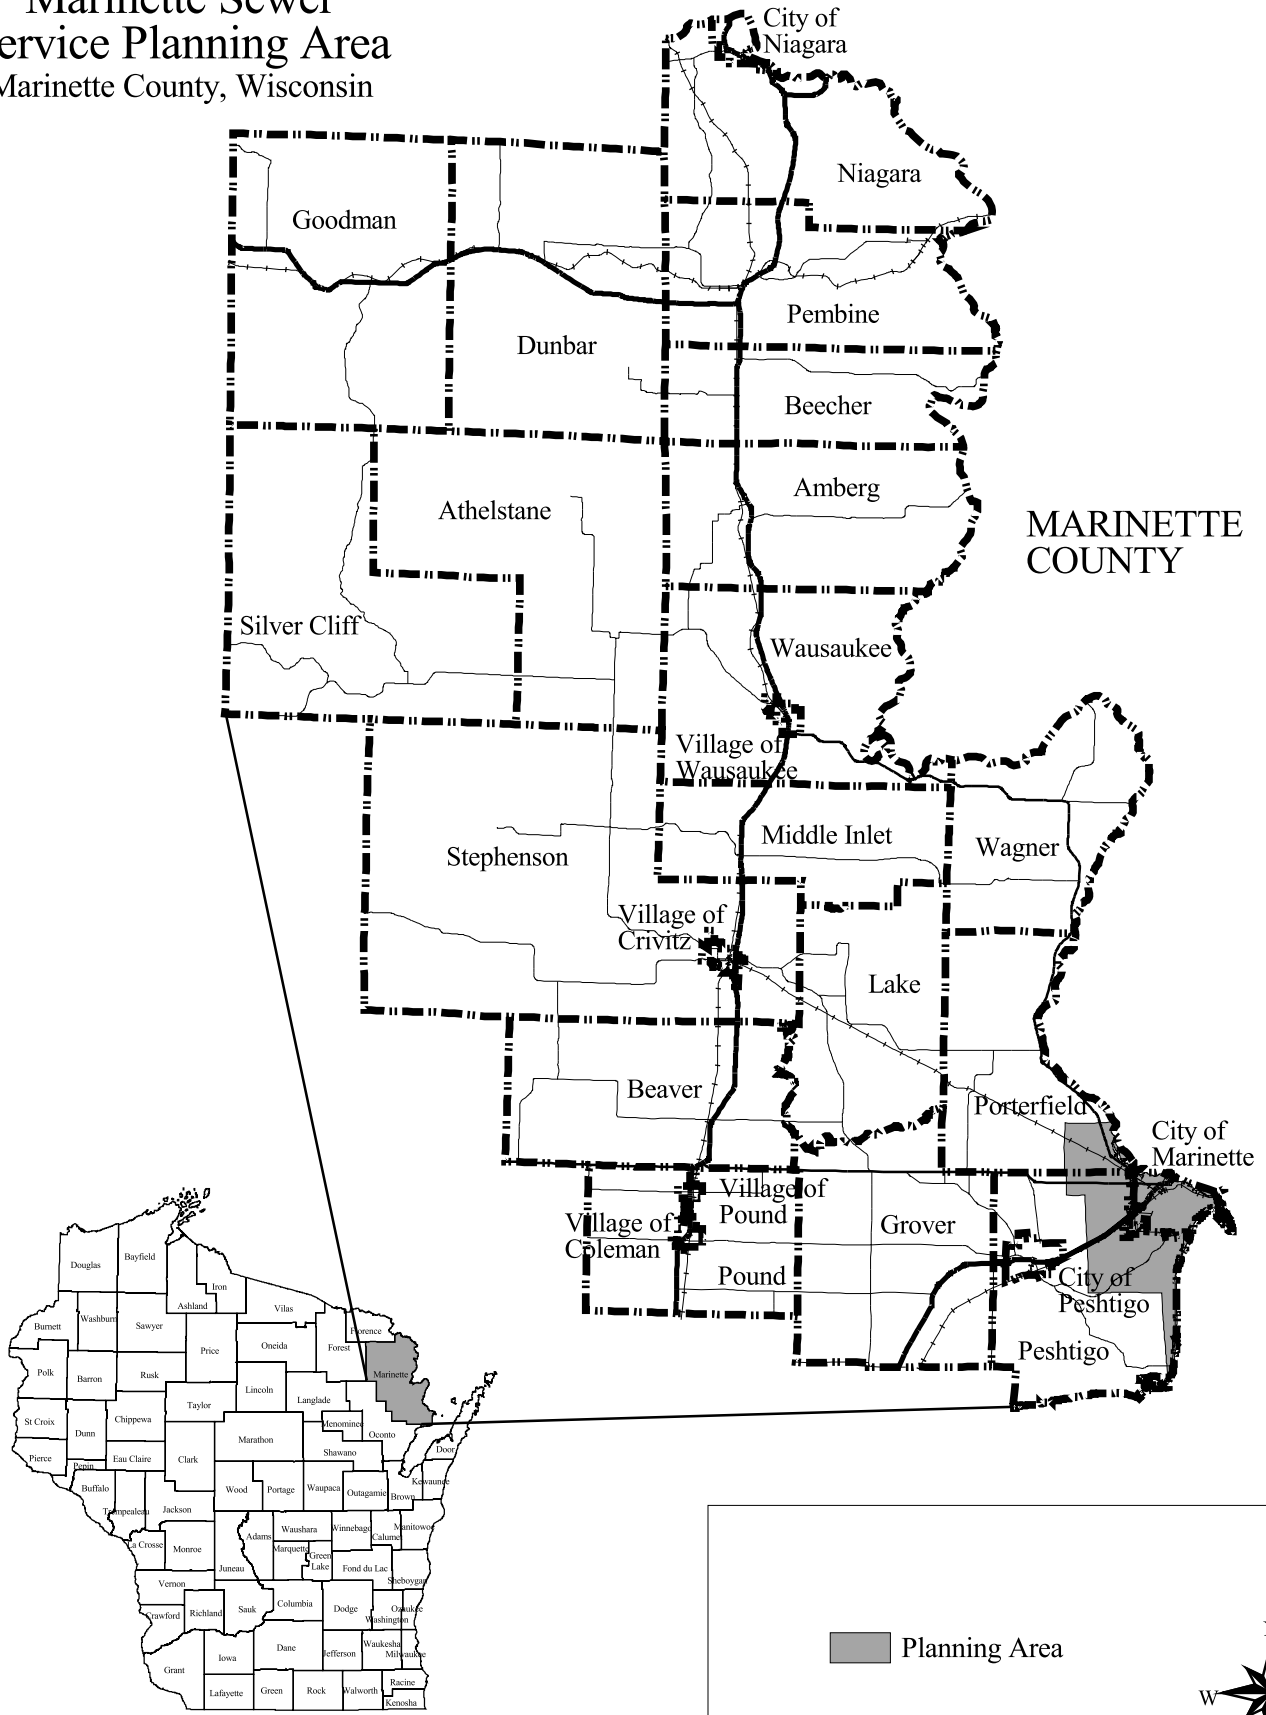 Marinette Sewer
ervice Planning Area
Marinette County, Wisconsin
City of
Niagara
Niagara
Goodman
Pembine
Dunbar
Beecher
Amberg
Athelstane
MARINETTE
COUNTY
Silver Cliff
Wausaukee
Village of
Wausaukee
Middle Inlet
Wagner
Stephenson
Village of
Crivitz
Lake
Beaver
Porterfield
City of
Marinette
Village of
Pound
Village of
Coleman
Grover
Pound
City of
Peshtigo
Peshtigo
Douglas
Bayfield
Iron
Ashland
Vilas
Burnett
Washburn
Sawyer
Florence
Price
Oneida
Forest
Polk
Barron
Rusk
Marinette
Lincoln
Langlade
Taylor
St Croix
Chippewa
Menominee
Dunn
Oconto
Marathon
Pierce
Eau Claire
Clark
Shawano
Door
Pepin
Buffalo
Wood
Portage
Waupaca
Outagamie
Brown
Kewaunee
Trempealeau
Jackson
Adams
Waushara
Winnebago
Calumet
Manitowoc
La Crosse
Monroe
Marquette
Green
Lake
Juneau
Fond du Lac
Sheboygan
Vernon
Crawford
Richland
Sauk
Columbia
Dodge
Ozaukee
Washington
Grant
Iowa
Dane
Jefferson
Waukesha
Milwaukee
Lafayette
Green
Rock
Walworth
Racine
Kenosha
Planning Area
W